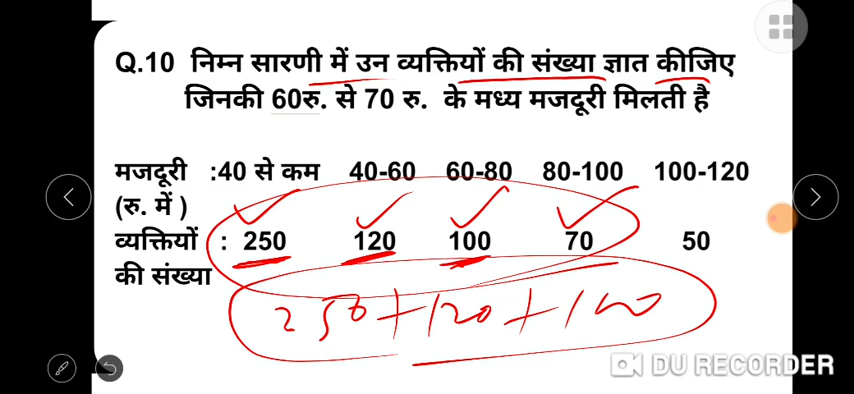 Q.10 निम्न सारणी में उन व्यक्तियों की संख्या ज्ञात कीजिए
जिनकी 60रु. से 70 रु. के मध्य मजदूरी मिलती है
मजदूरी :40 से कम 40-60 60-80 80-100 100-120
(रु. में )
व्यक्तियों : 250 120 100 70 50
की संख्या
250+120+100
DU RECORDER